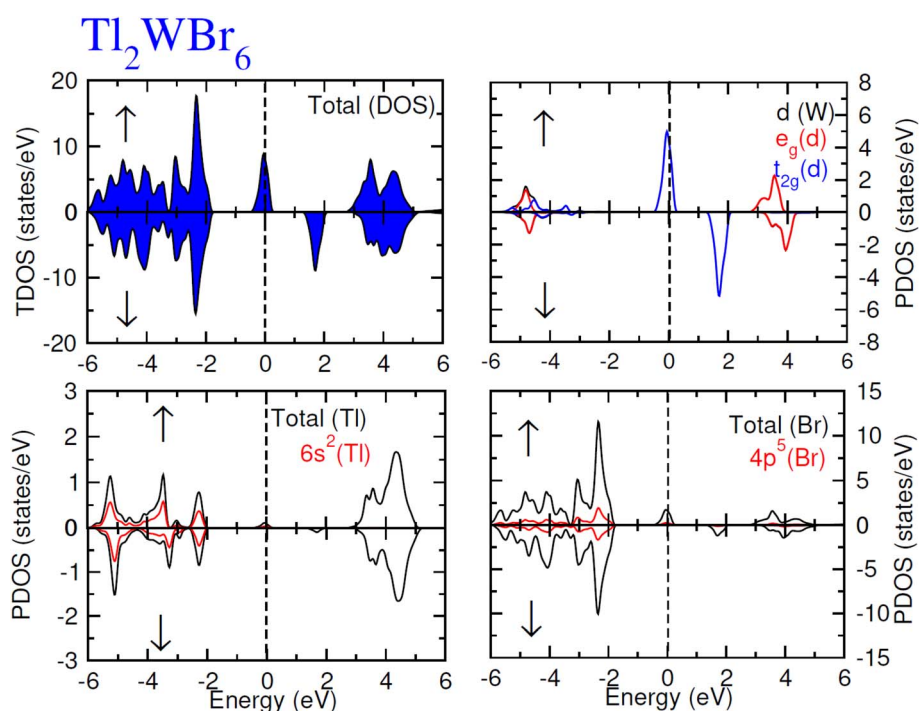 Tl₂WBr₆
Total (DOS)
TDOS (states/eV)
20
10
0
-10
-20
-6 -4 -2 0 2 4 6
d (W)
e_g(d)
t_2g(d)
PDOS (states/eV)
8
6
4
2
0
-2
-4
-6
-8
-6 -4 -2 0 2 4 6
Total (Tl)
6s²(Tl)
PDOS (states/eV)
3
2
1
0
-1
-2
-3
-6 -4 -2 0 2 4 6
Energy (eV)
Total (Br)
4p⁵(Br)
PDOS (states/eV)
15
10
5
0
-5
-10
-15
-6 -4 -2 0 2 4 6
Energy (eV)